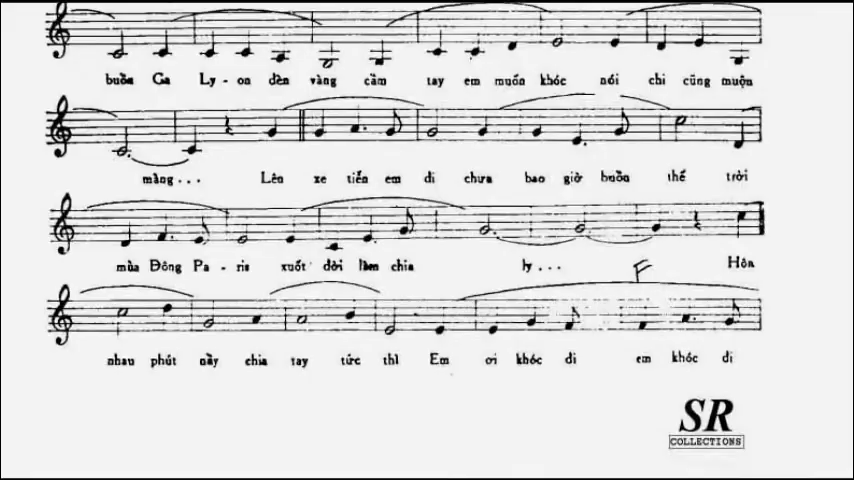 buồn Ga Ly - on đèn vàng cầm tay em muốn khóc nói chi cũng muộn
màng... Lên xe tiễn em đi chưa bao giờ buồn thế trời
mùa Đông Pa - ris xuốt đời làm chia ly... Hôn
F
nhau phút nầy chia tay tức thì Em ơi khóc đi em khóc đi
SR
COLLECTIONS